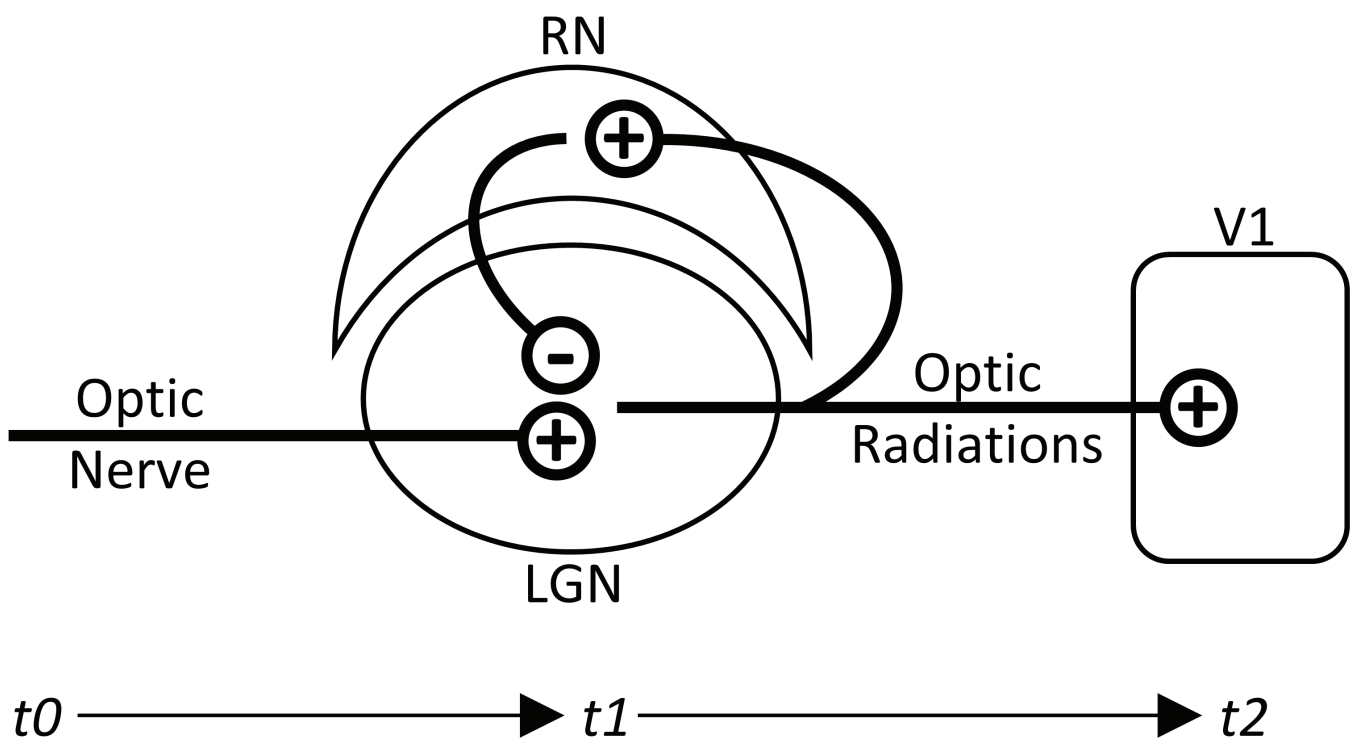 RN
+
V1
-
Optic
Nerve
+
Optic
Radiations
+
LGN
t0
t1
t2